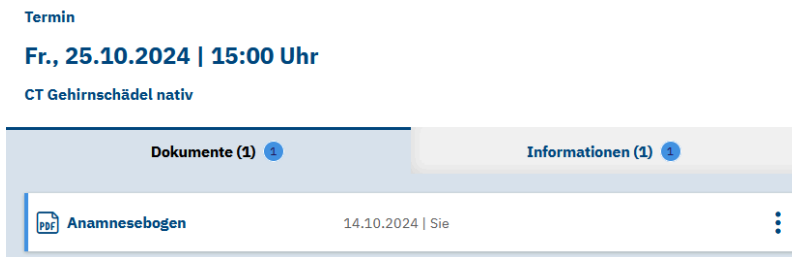 Termin
Fr., 25.10.2024 | 15:00 Uhr
CT Gehirnschädel nativ
Dokumente (1) 1 Informationen (1) 1
PDF Anamnesebogen 14.10.2024 | Sie